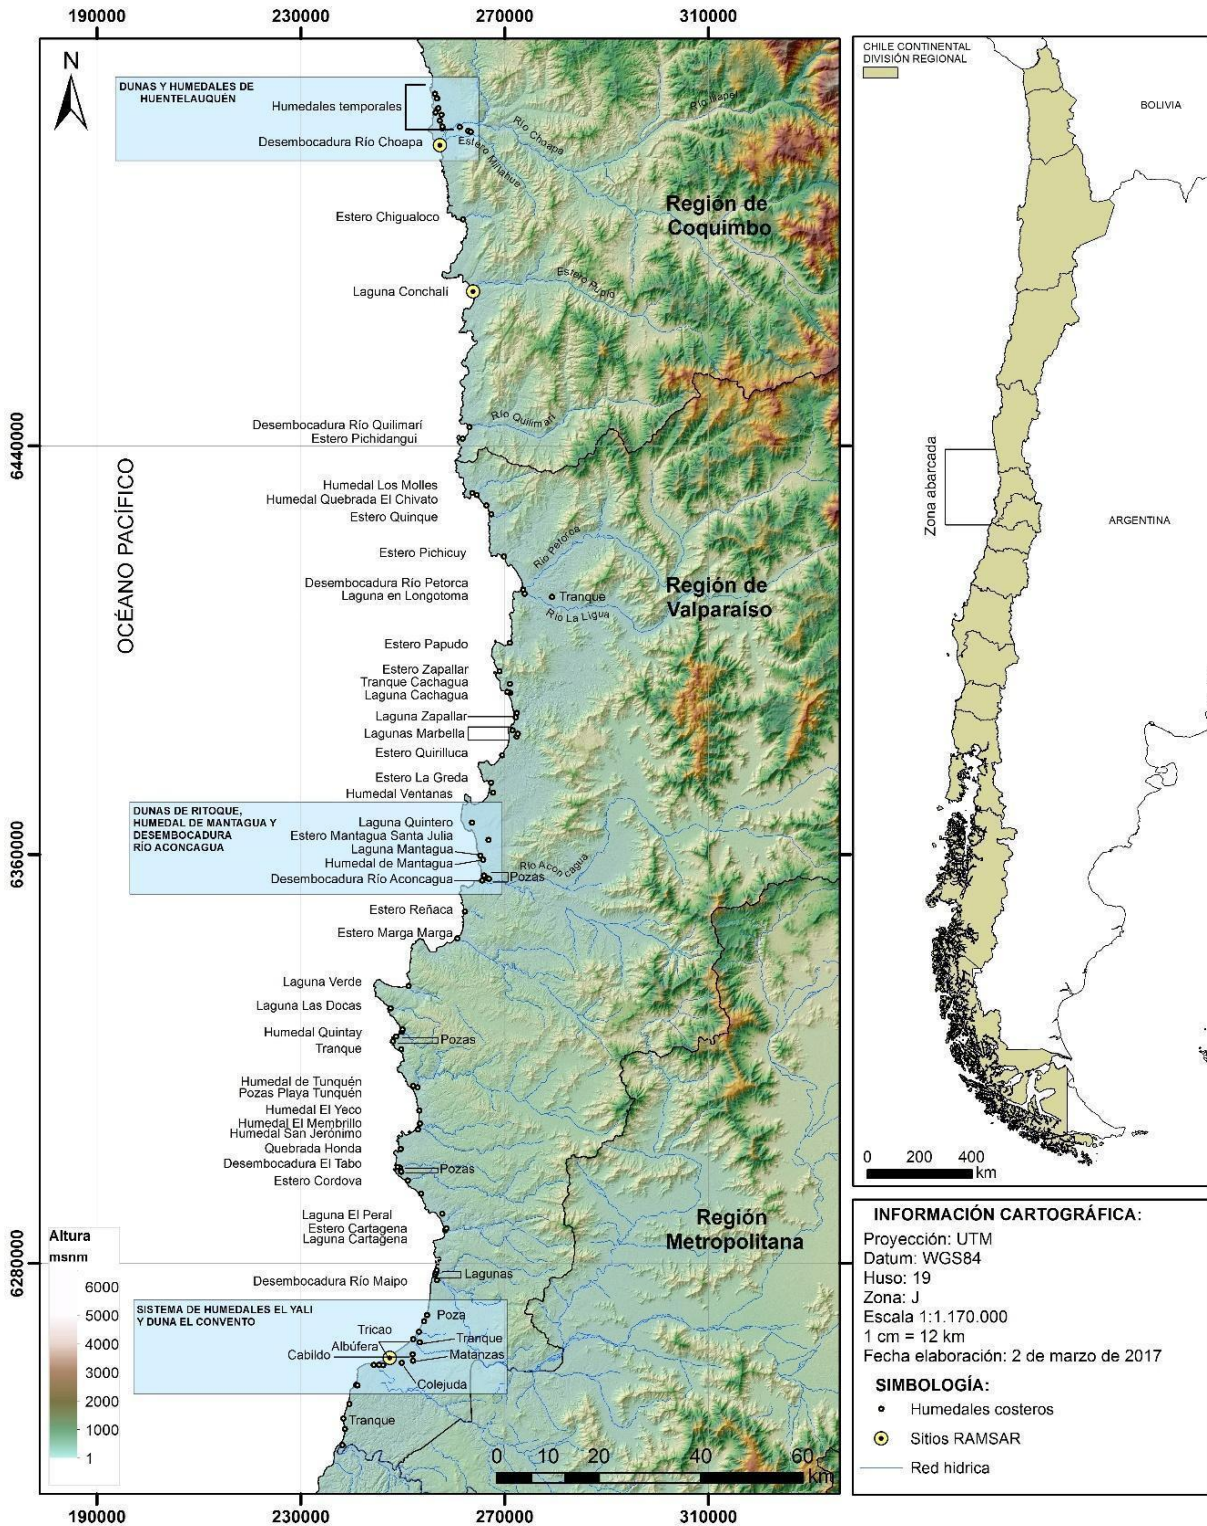 190000
230000
270000
310000
N
DUNAS Y HUMEDALES DE
HUENTELAUQUÉN
Humedales temporales
Desembocadura Río Choapa
Río Illapel
Río Choapa
Estero Millahue
Estero Chigualoco
Región de
Coquimbo
Laguna Conchalí
Estero Pupío
Desembocadura Río Quilimarí
Estero Pichidangui
Río Quilimarí
6440000
6440000
OCÉANO PACÍFICO
Humedal Los Molles
Humedal Quebrada El Chivato
Estero Quinque
Estero Pichicuy
Río Petorca
Desembocadura Río Petorca
Laguna en Longotoma
Tranque
Río La Ligua
Región de
Valparaíso
Estero Papudo
Estero Zapallar
Tranque Cachagua
Laguna Cachagua
Laguna Zapallar
Lagunas Marbella
Estero Quirilluca
Estero La Greda
Humedal Ventanas
DUNAS DE RITOQUE,
HUMEDAL DE MANTAGUA Y
DESEMBOCADURA
RÍO ACONCAGUA
Laguna Quintero
Estero Mantagua Santa Julia
Laguna Mantagua
Humedal de Mantagua
Desembocadura Río Aconcagua
Pozas
Río Aconcagua
6360000
6360000
Estero Reñaca
Estero Marga Marga
Laguna Verde
Laguna Las Docas
Humedal Quintay
Pozas
Tranque
Humedal de Tunquén
Pozas Playa Tunquén
Humedal El Yeco
Humedal El Membrillo
Humedal San Jerónimo
Quebrada Honda
Desembocadura El Tabo
Pozas
Estero Cordova
Laguna El Peral
Estero Cartagena
Laguna Cartagena
Región
Metropolitana
6280000
6280000
Desembocadura Río Maipo
Lagunas
SISTEMA DE HUMEDALES EL YALI
Y DUNA EL CONVENTO
Poza
Tricao
Albúfera
Cabildo
Tranque
Matanzas
Colejuda
Tranque
Altura
msnm
6000
5000
4000
3000
2000
1000
1
0 10 20 40 60
km
190000
230000
270000
310000
CHILE CONTINENTAL
DIVISIÓN REGIONAL
BOLIVIA
ARGENTINA
Zona abarcada
0 200 400
km
INFORMACIÓN CARTOGRÁFICA:
Proyección: UTM
Datum: WGS84
Huso: 19
Zona: J
Escala 1:1.170.000
1 cm = 12 km
Fecha elaboración: 2 de marzo de 2017
SIMBOLOGÍA:
Humedales costeros
Sitios RAMSAR
Red hidrica